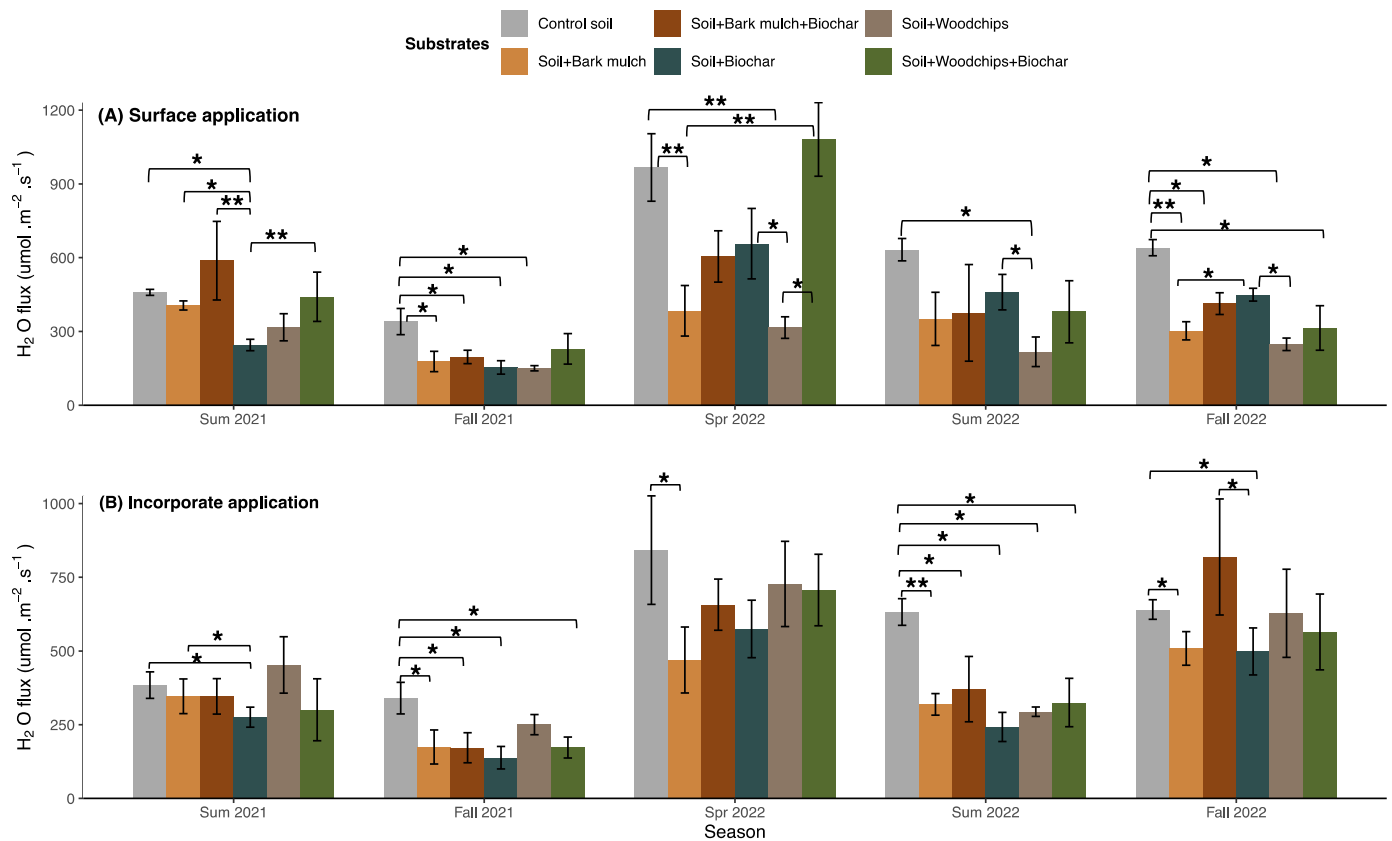 Substrates
Control soil
Soil+Bark mulch+Biochar
Soil+Woodchips
Soil+Bark mulch
Soil+Biochar
Soil+Woodchips+Biochar
(A) Surface application
H₂ O flux (umol .m⁻² .s⁻¹ )
1200
900
600
300
0
* * ** **
* * * *
** ** ** * *
* *
* * ** * * *
Sum 2021 Fall 2021 Spr 2022 Sum 2022 Fall 2022
(B) Incorporate application
H₂ O flux (umol .m⁻² .s⁻¹ )
1000
750
500
250
0
* *
* * * *
*
* * * * **
* * *
Sum 2021 Fall 2021 Spr 2022 Sum 2022 Fall 2022
Season